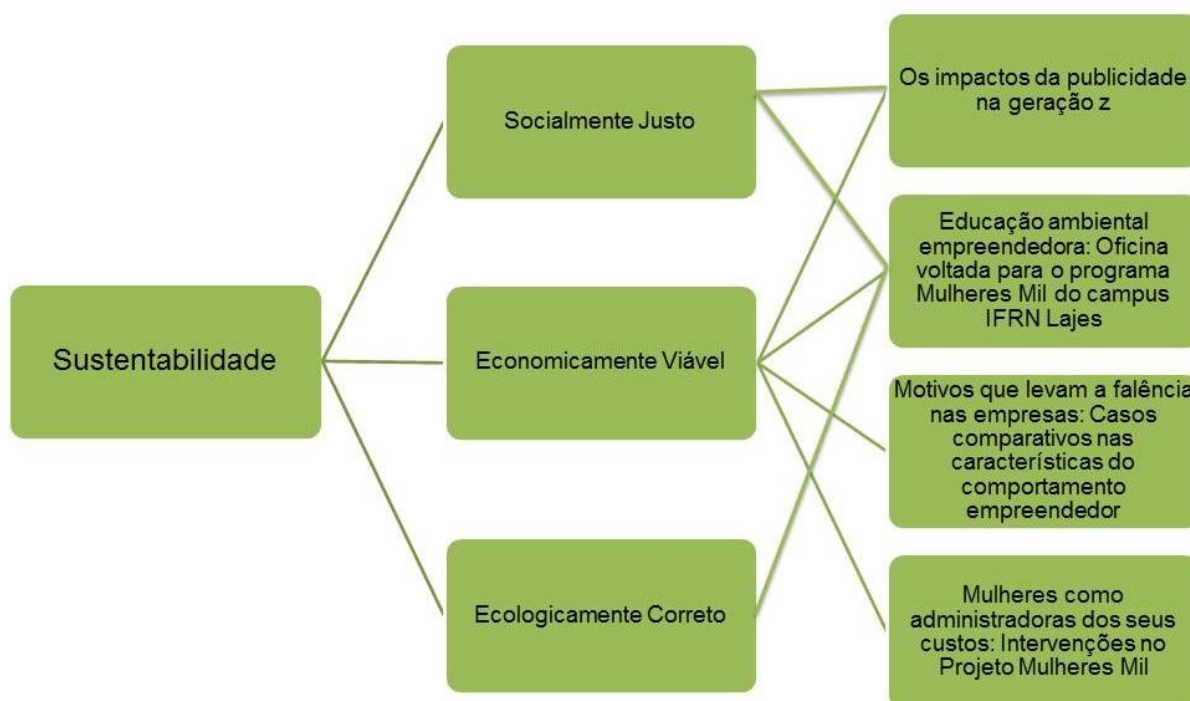 Sustentabilidade
Socialmente Justo
Economicamente Viável
Ecologicamente Correto
Os impactos da publicidade
na geração z
Educação ambiental
empreendedora: Oficina
voltada para o programa
Mulheres Mil do campus
IFRN Lajes
Motivos que levam a falência
nas empresas: Casos
comparativos nas
características do
comportamento
empreendedor
Mulheres como
administradoras dos seus
custos: Intervenções no
Projeto Mulheres Mil